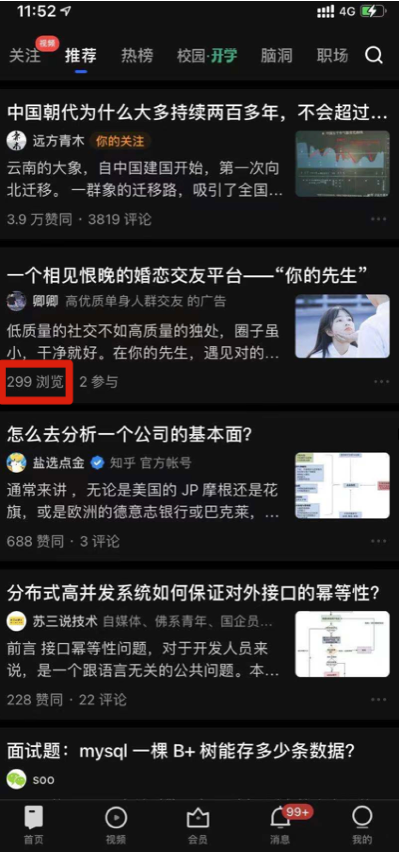 11:52
4G
关注
视频
推荐
热榜
校园·开学
脑洞
职场
中国朝代为什么大多持续两百多年，不会超过...
远方青木 你的关注
云南的大象，自中国建国开始，第一次向
北迁移。 一群象的迁移路，吸引了全国...
3.9 万赞同 · 3819 评论
一个相见恨晚的婚恋交友平台——“你的先生”
卿卿 高优质单身人群交友 的广告
低质量的社交不如高质量的独处，圈子虽
小，干净就好。在你的先生，遇见对的...
299 浏览 2 参与
怎么去分析一个公司的基本面？
盐选点金 知乎 官方帐号
通常来讲 ，无论是美国的 JP 摩根还是花
旗，或是欧洲的德意志银行或巴克莱，...
688 赞同 · 3 评论
分布式高并发系统如何保证对外接口的幂等性？
苏三说技术 自媒体、佛系青年、国企员...
前言 接口幂等性问题，对于开发人员来
说，是一个跟语言无关的公共问题。本...
228 赞同 · 22 评论
面试题：mysql 一棵 B+ 树能存多少条数据？
soo
99+
首页
视频
会员
消息
我的